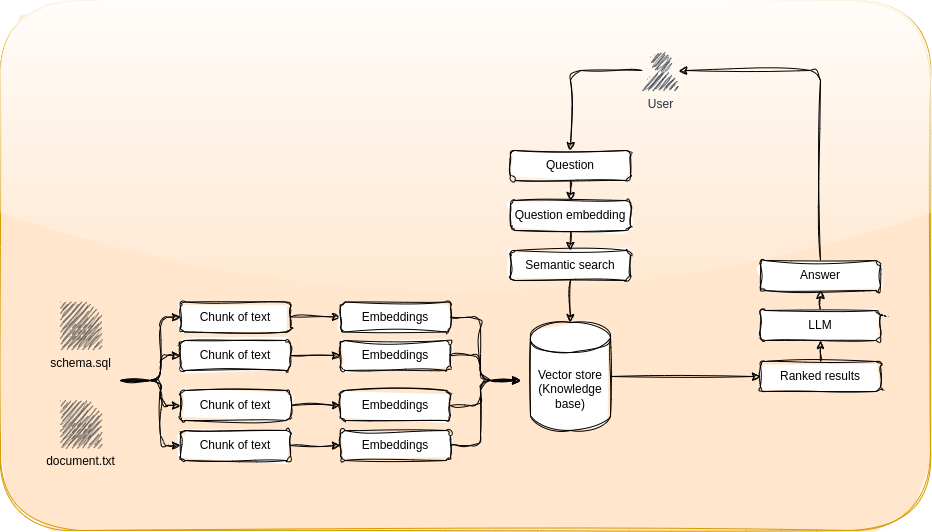 User
Question
Question embedding
Semantic search
Answer
LLM
Ranked results
Vector store
(Knowledge
base)
schema.sql
document.txt
Chunk of text
Embeddings
Chunk of text
Embeddings
Chunk of text
Embeddings
Chunk of text
Embeddings